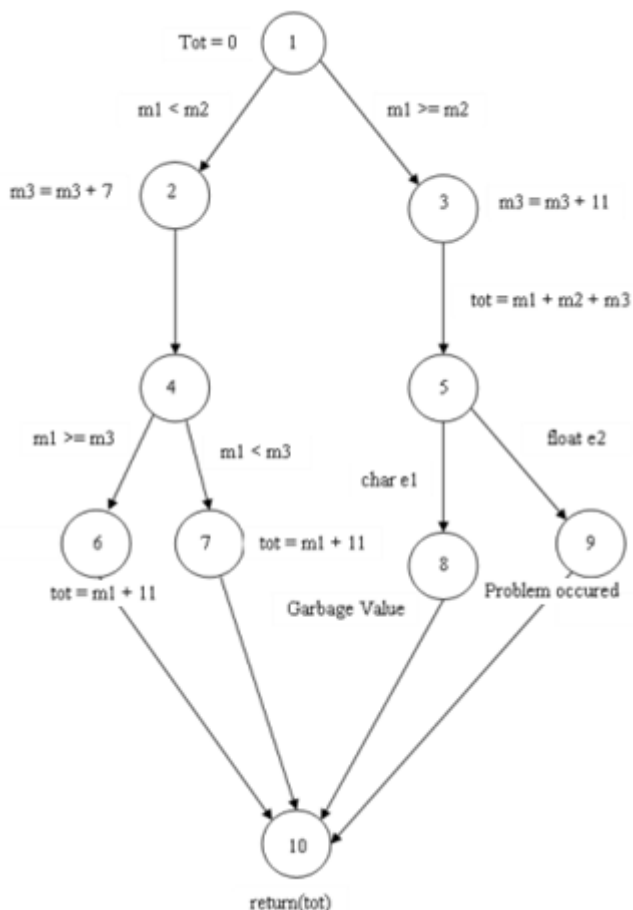 Tot = 0
1
m1 < m2
m1 >= m2
m3 = m3 + 7
2
3
m3 = m3 + 11
tot = m1 + m2 + m3
4
5
m1 >= m3
m1 < m3
char e1
float e2
6
7
tot = m1 + 11
8
9
tot = m1 + 11
Garbage Value
Problem occured
10
return(tot)